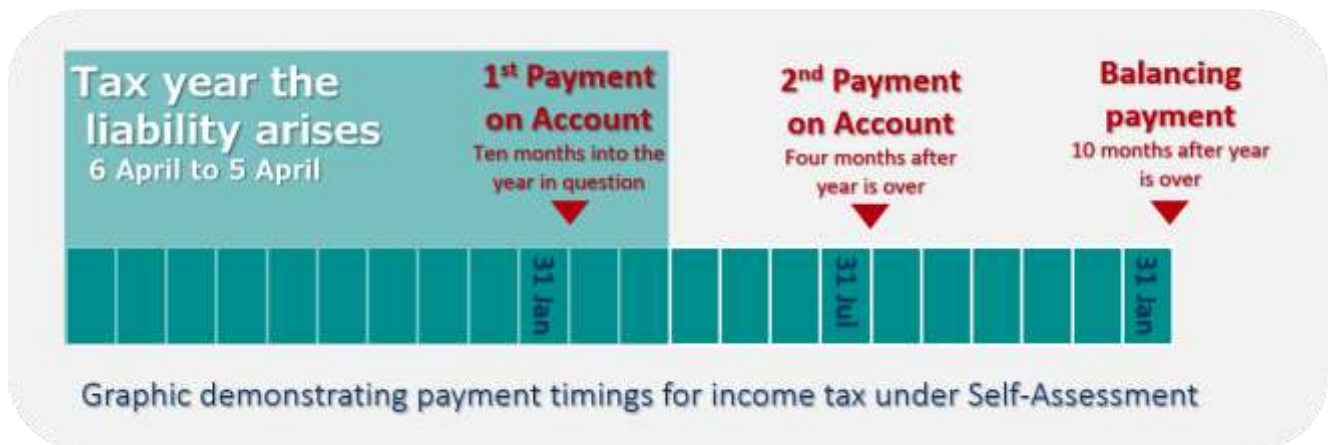 Tax year the
liability arises
6 April to 5 April
1st Payment
on Account
Ten months into the
year in question
2nd Payment
on Account
Four months after
year is over
Balancing
payment
10 months after year
is over
31 Jan
31 Jul
31 Jan
Graphic demonstrating payment timings for income tax under Self-Assessment